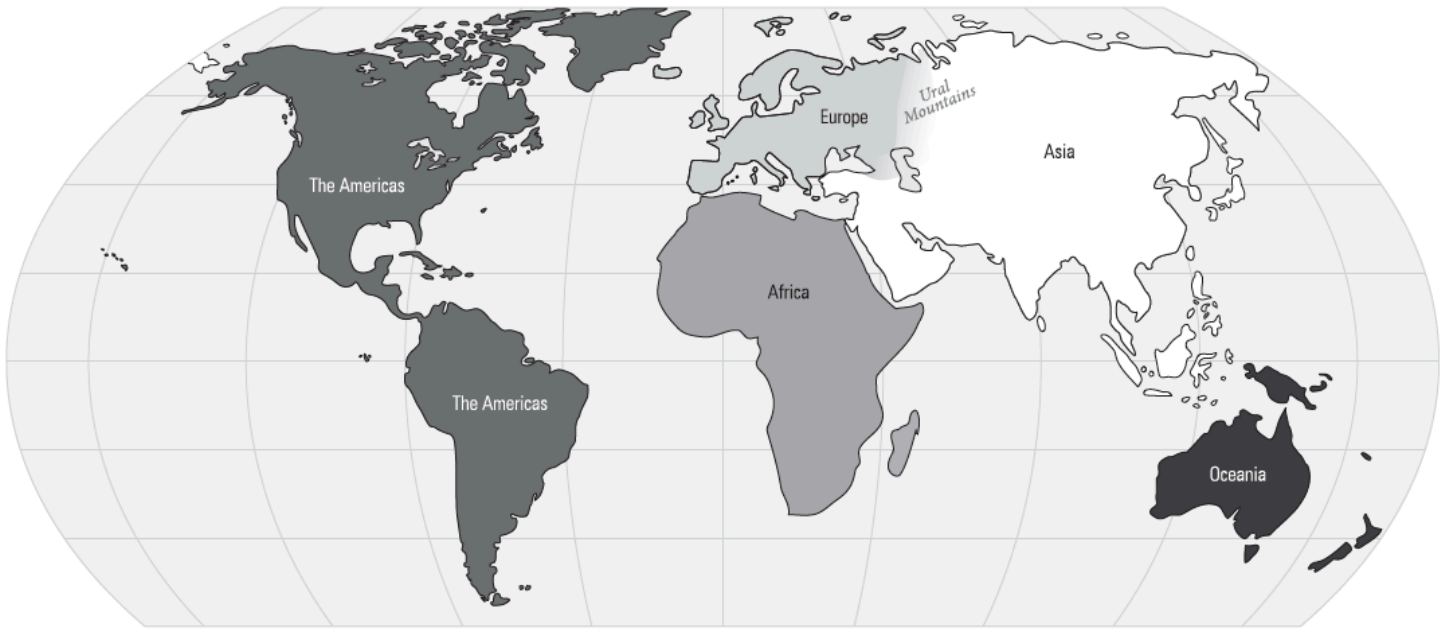 Ural
Mountains
Europe
Asia
The Americas
Africa
The Americas
Oceania